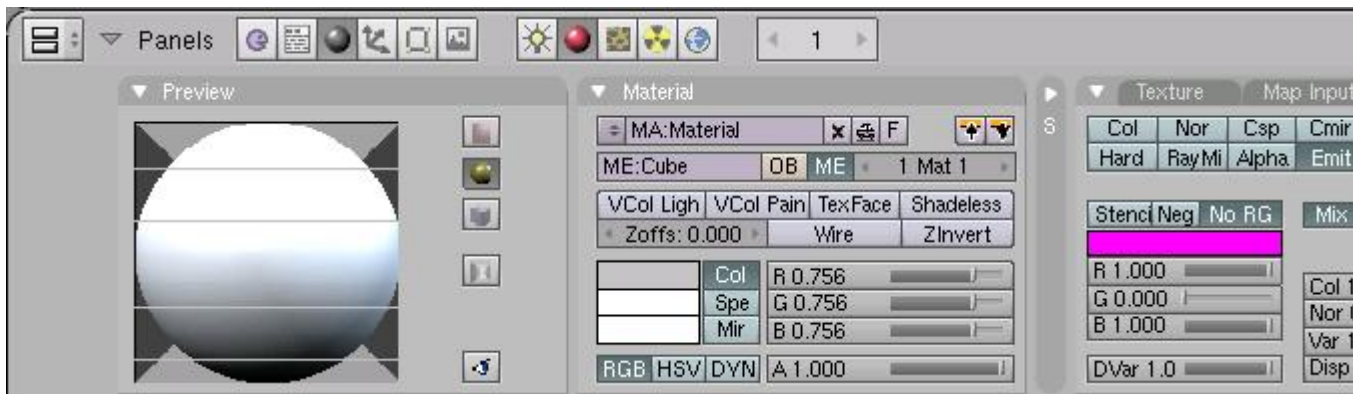 Panels 1
Preview
Material
MA:Material F
ME:Cube OB ME 1 Mat 1
VCol Ligh VCol Pain TexFace Shadeless
Zoffs: 0.000 Wire ZInvert
Col R 0.756
Spe G 0.756
Mir B 0.756
RGB HSV DYN A 1.000
S
Texture Map Input
Col Nor Csp Cmir
Hard RayMi Alpha Emit
Stenci Neg No RG Mix
R 1.000
G 0.000
B 1.000
Col 1
Nor
Var 1
DVar 1.0 Disp